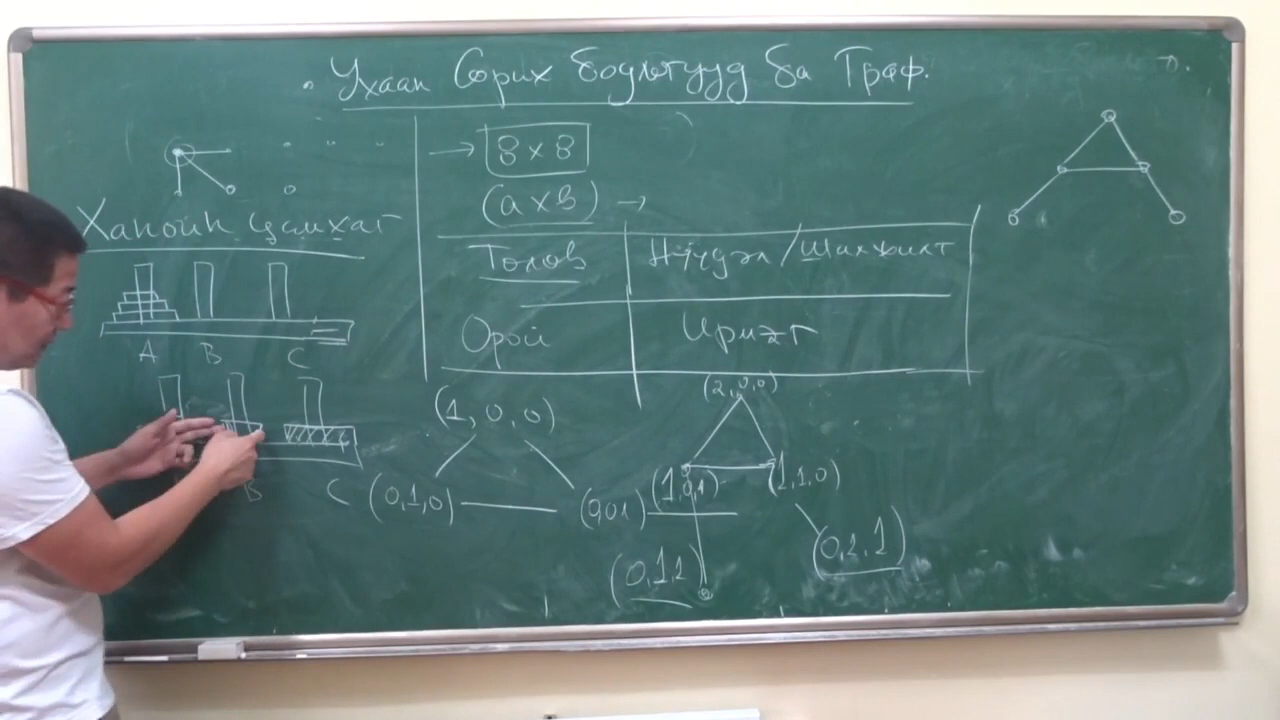 Ухаан Сорих бодлогууд ба Граф.
→ 8 x 8
(a x b) →
Ханойн цамхаг
Төлөв Нүүдэл/Шилжилт
Орой Ирмэг
A B C
B C
(1, 0, 0)
(0,1,0) (0,0,1)
(2,0,0)
(1,0,1) (1,1,0)
(0,1,1) (0,1,1)